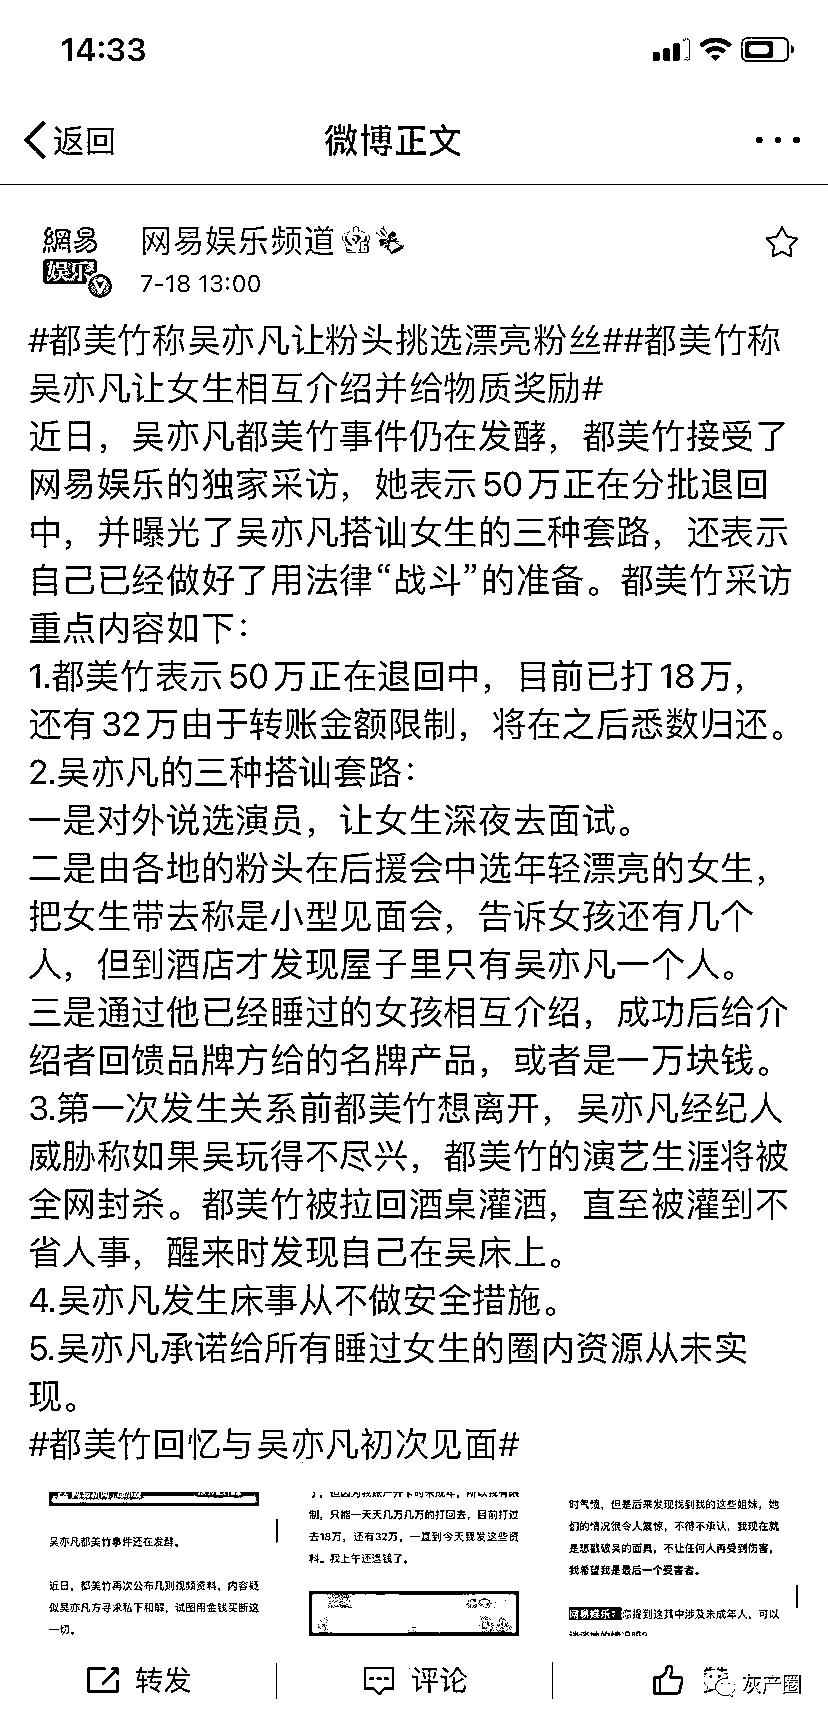 14:33
返回
微博正文
網易
娱乐
网易娱乐频道
7-18 13:00
#都美竹称吴亦凡让粉头挑选漂亮粉丝##都美竹称
吴亦凡让女生相互介绍并给物质奖励#
近日，吴亦凡都美竹事件仍在发酵，都美竹接受了
网易娱乐的独家采访，她表示50万正在分批退回
中，并曝光了吴亦凡搭讪女生的三种套路，还表示
自己已经做好了用法律“战斗”的准备。都美竹采访
重点内容如下：
1.都美竹表示50万正在退回中，目前已打18万，
还有32万由于转账金额限制，将在之后悉数归还。
2.吴亦凡的三种搭讪套路：
一是对外说选演员，让女生深夜去面试。
二是由各地的粉头在后援会中选年轻漂亮的女生，
把女生带去称是小型见面会，告诉女孩还有几个
人，但到酒店才发现屋子里只有吴亦凡一个人。
三是通过他已经睡过的女孩相互介绍，成功后给介
绍者回馈品牌方给的名牌产品，或者是一万块钱。
3.第一次发生关系前都美竹想离开，吴亦凡经纪人
威胁称如果吴玩得不尽兴，都美竹的演艺生涯将被
全网封杀。都美竹被拉回酒桌灌酒，直至被灌到不
省人事，醒来时发现自己在吴床上。
4.吴亦凡发生床事从不做安全措施。
5.吴亦凡承诺给所有睡过女生的圈内资源从未实
现。
#都美竹回忆与吴亦凡初次见面#
吴亦凡都美竹事件还在发酵。
近日，都美竹再次公布几则视频资料，内容疑
似吴亦凡方寻求私下和解，试图用金钱买断这
一切。
制，只能一天天几万几万的打回去，目前打过
去18万，还有32万，一直到今天我发这些资
料。我上午还退钱了。
时气愤，但是后来发现找到我的这些姐妹，她
们的情况很令人震惊，不得不承认，我现在就
是想戳破吴的面具，不让任何人再受到伤害，
我希望我是最后一个受害者。
网易娱乐：你提到这其中涉及未成年人，可以
转发
评论
灰产圈